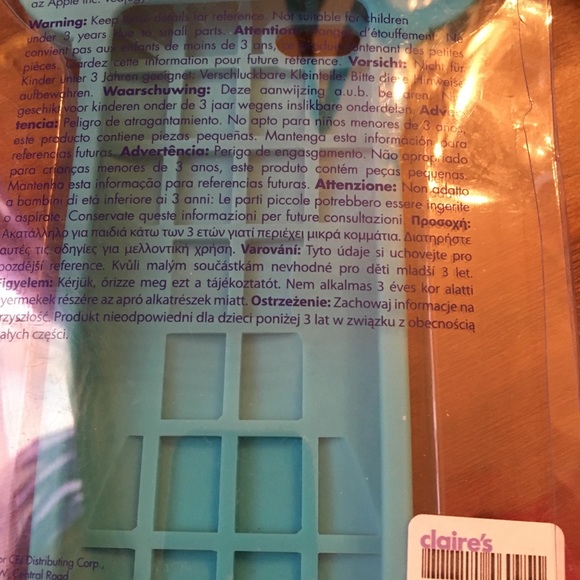 az Apple Inc.
Warning: Keep details for reference. Not suitable for children
under 3 years due to small parts. Attention: Danger d'étouffement. Ne
convient pas aux enfants de moins de 3 produit contenant des petites
pièces. Gardez cette information pour future reference. Vorsicht: Nicht für
Kinder unter 3 Jahren geeignet. Verschluckbare Kleinteile. Bitte diese Hinweise
aufbewahren. Waarschuwing: Deze aanwijzing a.u.b. bewaren. Niet
geschikt voor kinderen onder de 3 jaar wegens inslikbare onderdelen. Adver-
tencia: Peligro de atragantamiento. No apto para niños menores de 3 años,
este producto contiene piezas pequeñas. Mantenga esta información para
referencias futuras. Advertência: Perigo de engasgamento. Não apropriado
para crianças menores de 3 anos, este produto contém peças pequenas.
Mantenha esta informação para referencias futuras. Attenzione: Non adatto
a bambini di età inferiore ai 3 anni: Le parti piccole potrebbero essere ingerite
o aspirate. Conservate queste informazioni per future consultazioni. Προσοχή:
Ακατάλληλο για παιδιά κάτω των 3 ετών γιατί περιέχει μικρά κομμάτια. Διατηρήστε
αυτές τις οδηγίες για μελλοντική χρήση. Varování: Tyto údaje si uchovejte pro
pozdější reference. Kvůli malým součástkám nevhodné pro děti mladší 3 let.
Figyelem: Kérjük, őrizze meg ezt a tájékoztatót. Nem alkalmas 3 éves kor alatti
gyermekek részére az apró alkatrészek miatt. Ostrzeżenie: Zachowaj informacje na
przyszłość. Produkt nieodpowiedni dla dzieci poniżej 3 lat w związku z obecnością
małych części.
or CBI Distributing Corp.,
W. Central Road
claire's